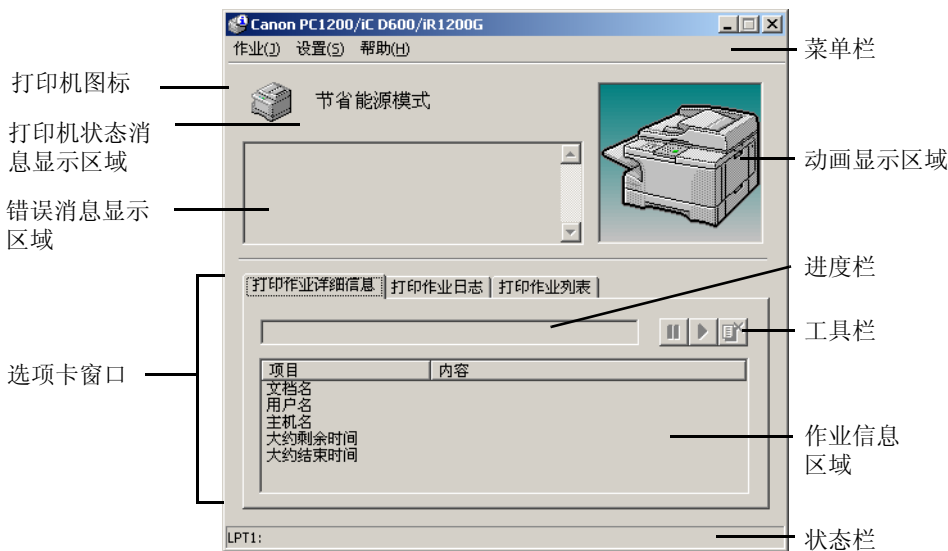 Canon PC1200/iC D600/iR1200G
作业(J) 设置(S) 帮助(H)
菜单栏
打印机图标
节省能源模式
打印机状态消
息显示区域
动画显示区域
错误消息显示
区域
进度栏
打印作业详细信息 打印作业日志 打印作业列表
工具栏
选项卡窗口
项目 内容
文档名
用户名
主机名
大约剩余时间
大约结束时间
作业信息
区域
LPT1:
状态栏